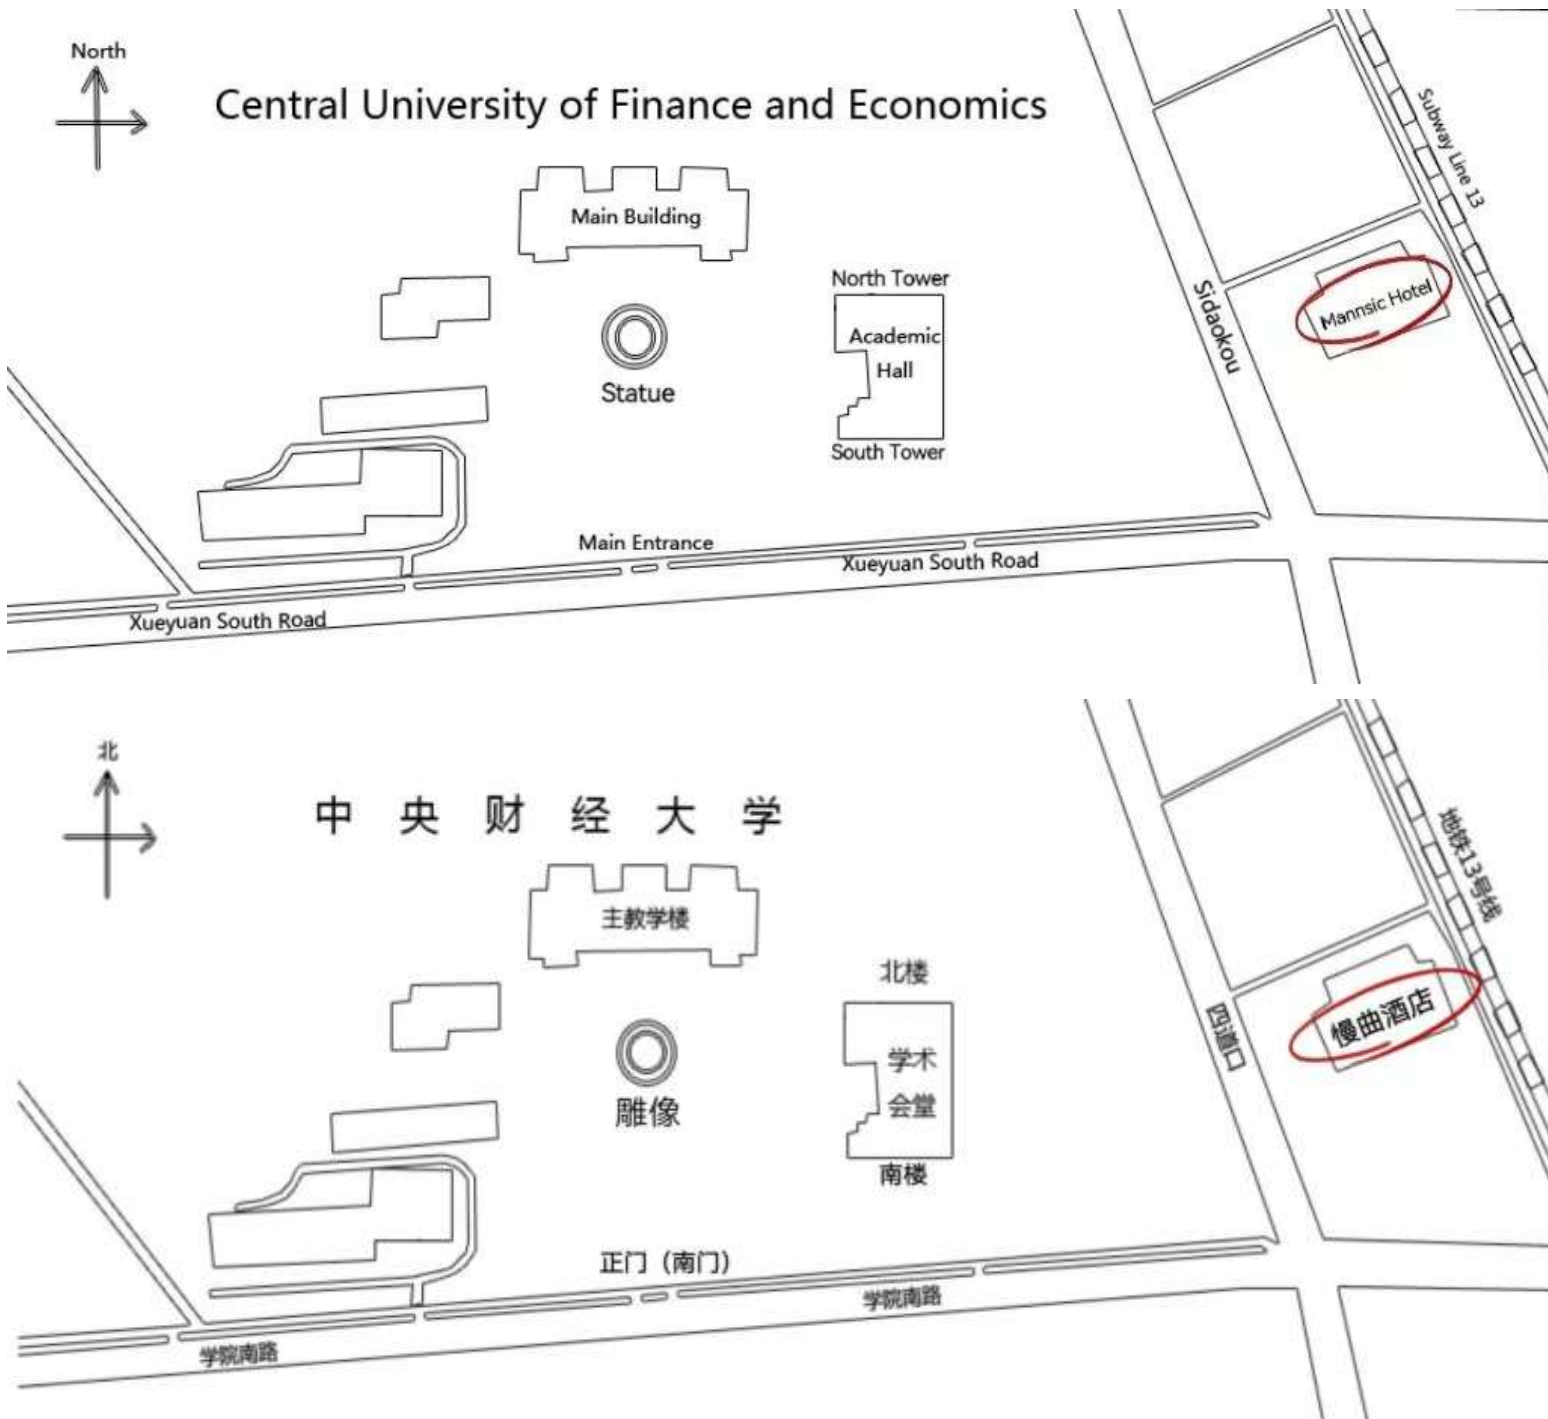 North
Central University of Finance and Economics
Main Building
North Tower
Academic
Hall
South Tower
Statue
Main Entrance
Xueyuan South Road
Xueyuan South Road
Sidaokou
Mannsic Hotel
Subway Line 13
北
中央财经大学
主教学楼
北楼
学术
会堂
南楼
雕像
正门（南门）
学院南路
学院南路
四道口
慢曲酒店
地铁13号线